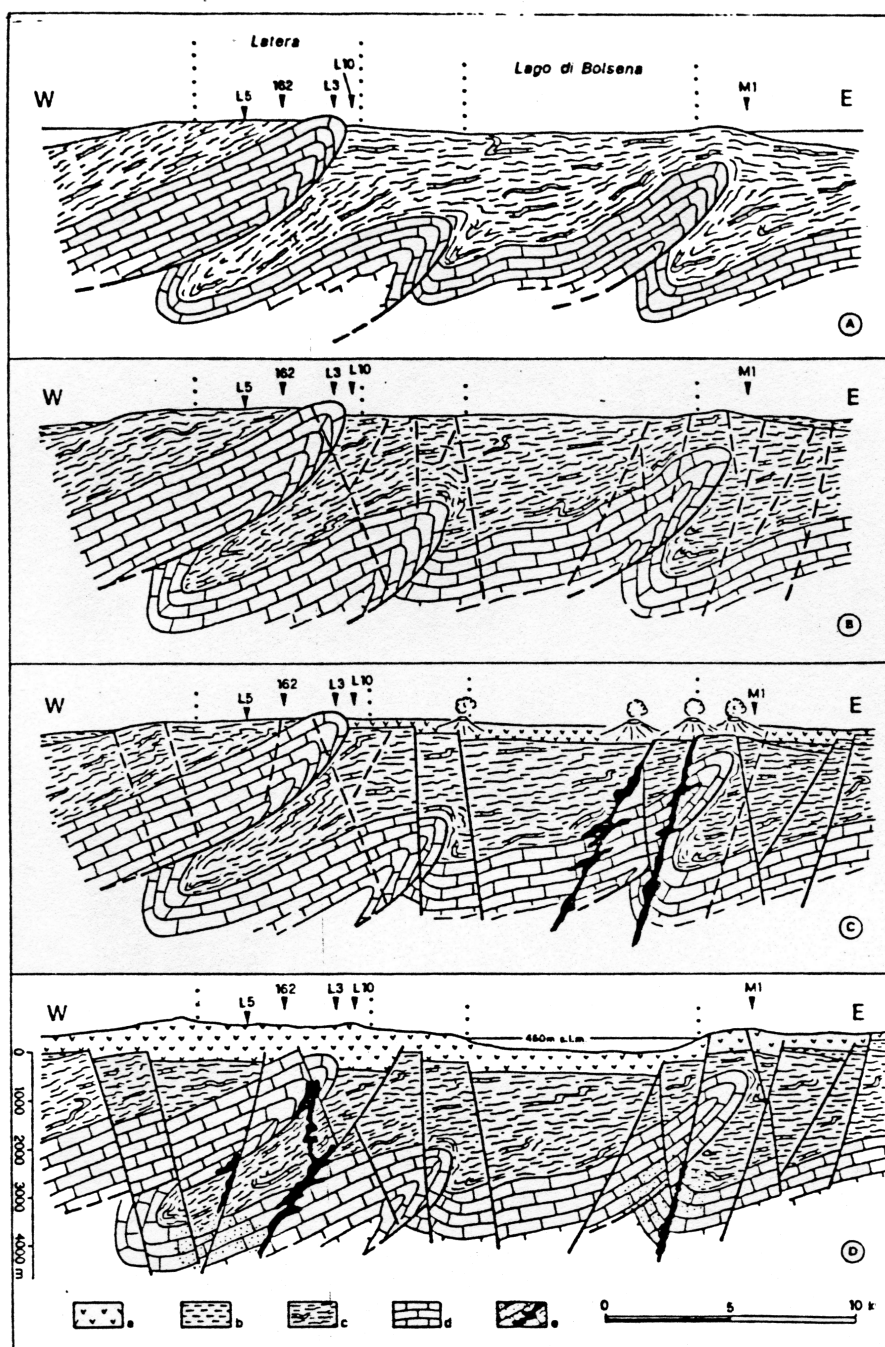 Latera
Lago di Bolsena
W L5 162 L3 L10 M1 E
A
W L5 162 L3 L10 M1 E
B
W L5 162 L3 L10 M1 E
C
W L5 162 L3 L10 M1 E
450m s.l.m
0
1000
2000
3000
4000 m
D
a b c d e
0 5 10 k